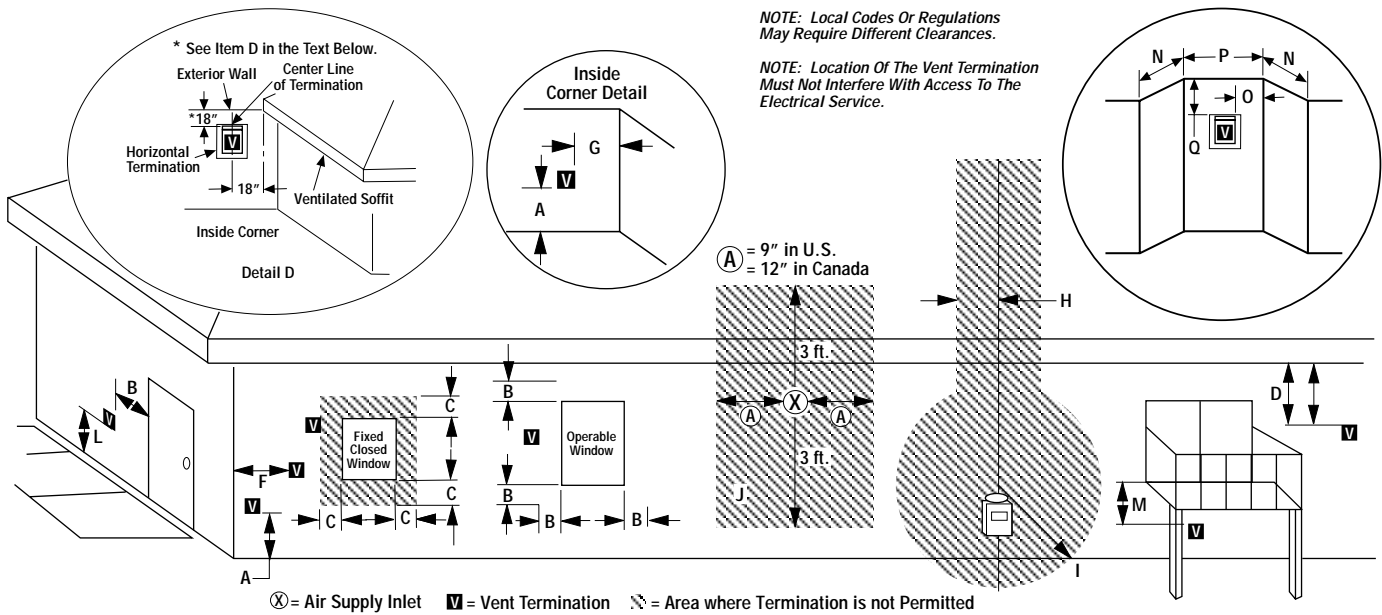 * See Item D in the Text Below.
Exterior Wall
Center Line
of Termination
*18"
V
Horizontal
Termination
18"
Ventilated Soffit
Inside Corner
Detail D
Inside
Corner Detail
G
V
A
NOTE: Local Codes Or Regulations
May Require Different Clearances.
NOTE: Location Of The Vent Termination
Must Not Interfere With Access To The
Electrical Service.
N P N
O
V
Q
A = 9" in U.S.
= 12" in Canada
H
3 ft.
A X A
3 ft.
J
B
V
L
F
V
V
A
V
Fixed
Closed
Window
C
C
C C
B
V
Operable
Window
B
B B
I
D
V
M
V
X = Air Supply Inlet V = Vent Termination = Area where Termination is not Permitted